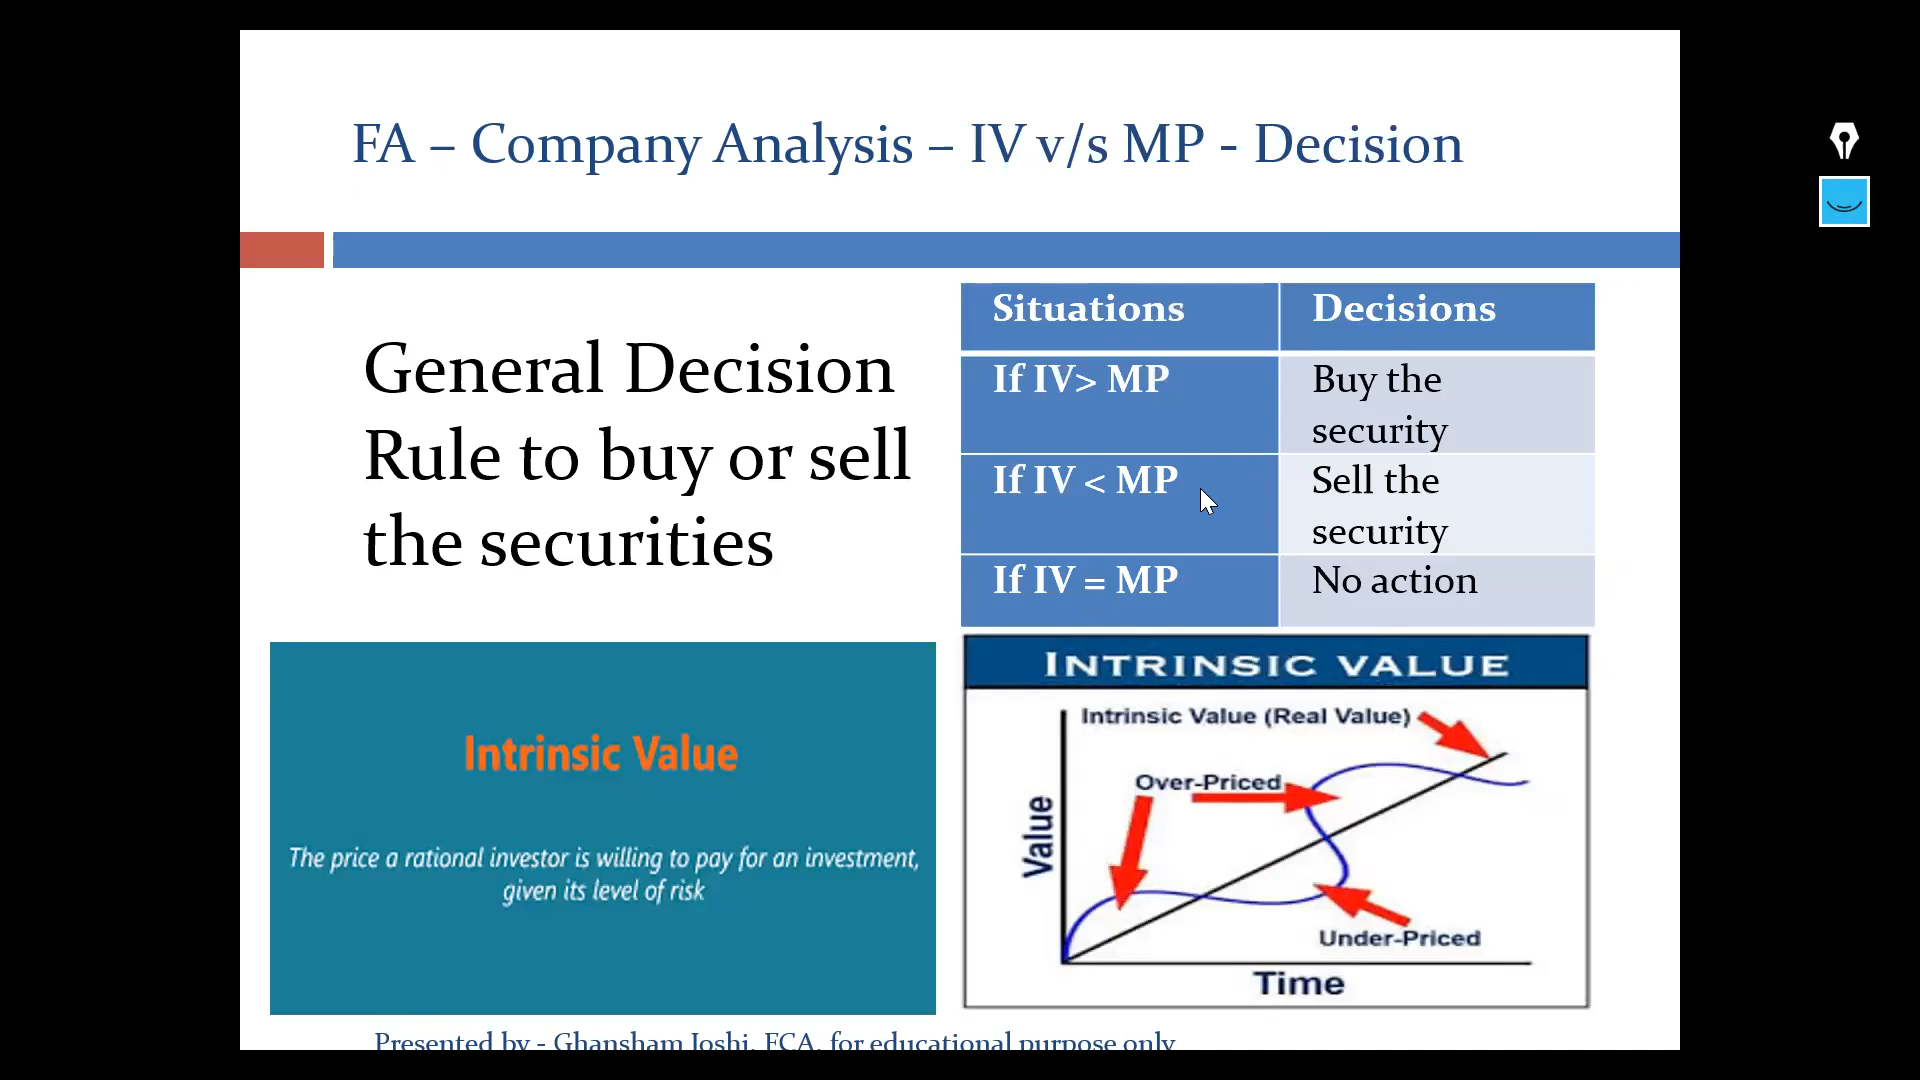 FA – Company Analysis – IV v/s MP - Decision
General Decision
Rule to buy or sell
the securities
Situations
Decisions
If IV> MP
Buy the
security
If IV < MP
Sell the
security
If IV = MP
No action
Intrinsic Value
The price a rational investor is willing to pay for an investment,
given its level of risk
INTRINSIC VALUE
Intrinsic Value (Real Value)
Over-Priced
Value
Under-Priced
Time
Presented by - Ghansham Joshi, FCA, for educational purpose only